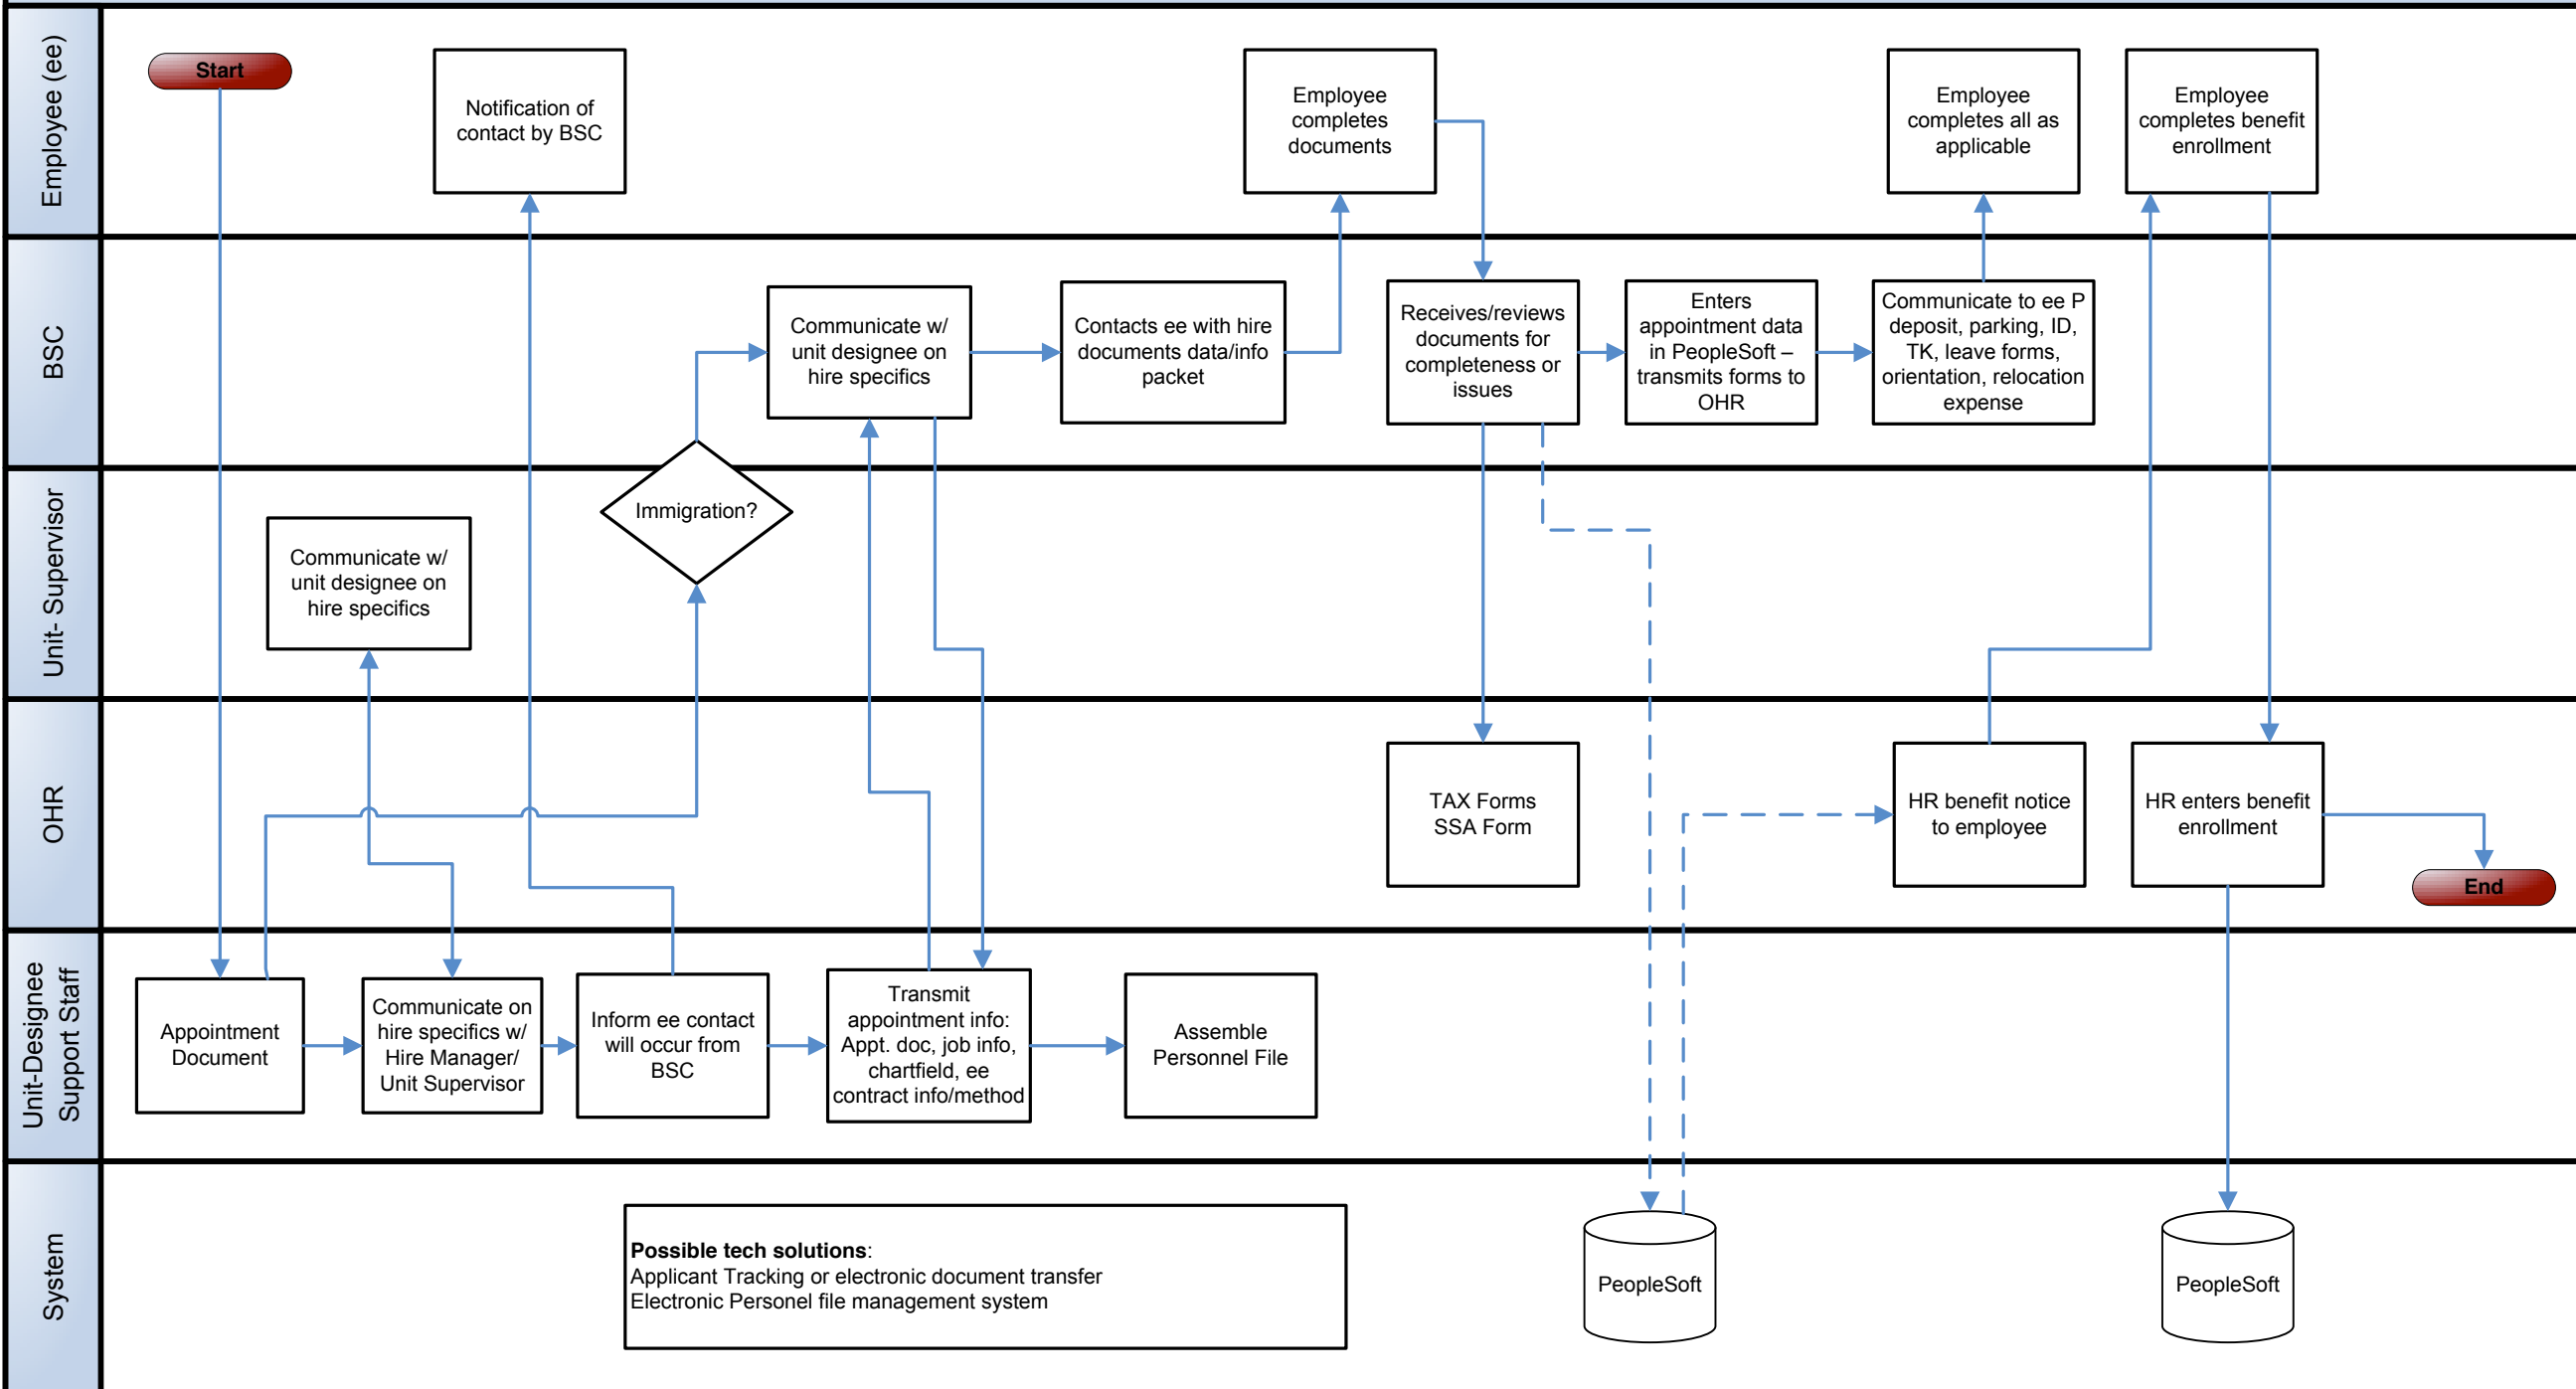 Employee (ee)
Start
Notification of
contact by BSC
Employee
completes
documents
Employee
completes all as
applicable
Employee
completes benefit
enrollment
BSC
Communicate w/
unit designee on
hire specifics
Contacts ee with hire
documents data/info
packet
Receives/reviews
documents for
completeness or
issues
Enters
appointment data
in PeopleSoft –
transmits forms to
OHR
Communicate to ee P
deposit, parking, ID,
TK, leave forms,
orientation, relocation
expense
Unit- Supervisor
Immigration?
Communicate w/
unit designee on
hire specifics
OHR
TAX Forms
SSA Form
HR benefit notice
to employee
HR enters benefit
enrollment
End
Unit-Designee
Support Staff
Appointment
Document
Communicate on
hire specifics w/
Hire Manager/
Unit Supervisor
Inform ee contact
will occur from
BSC
Transmit
appointment info:
Appt. doc, job info,
chartfield, ee
contract info/method
Assemble
Personnel File
System
Possible tech solutions:
Applicant Tracking or electronic document transfer
Electronic Personel file management system
PeopleSoft
PeopleSoft